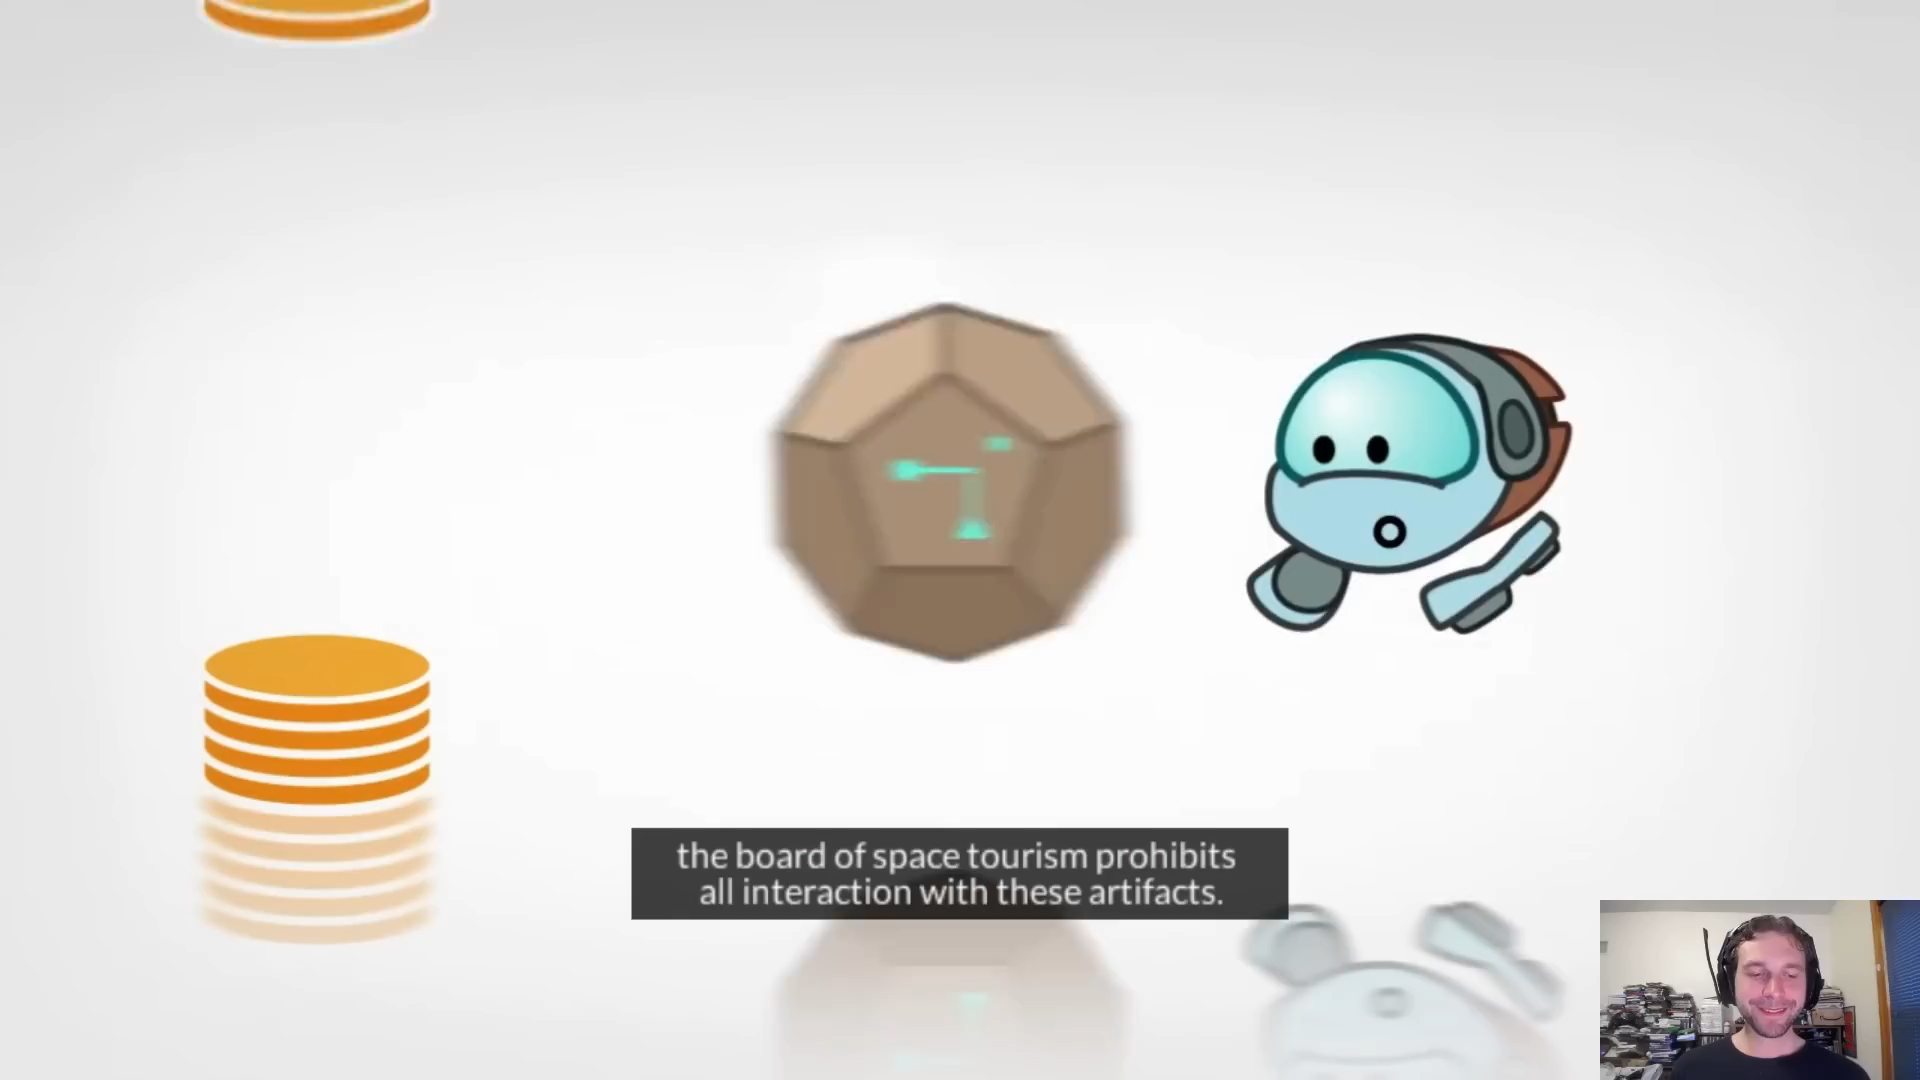 the board of space tourism prohibits
all interaction with these artifacts.